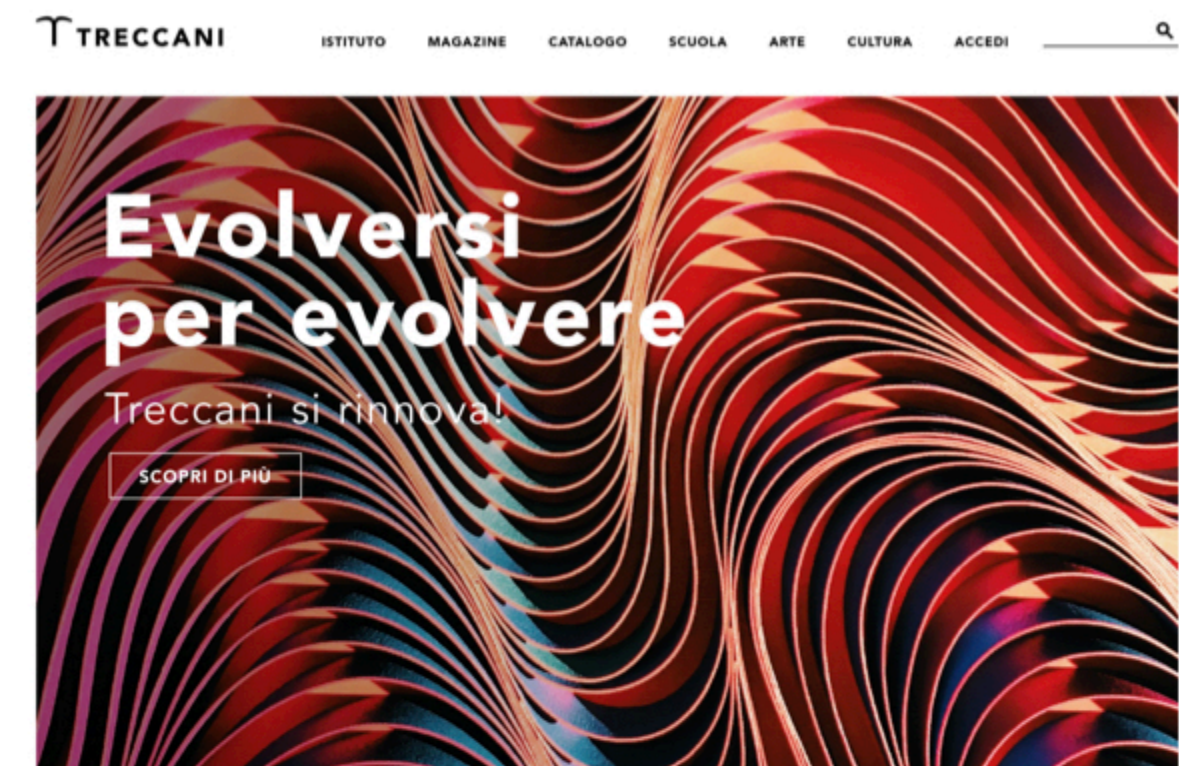 TRECCANI
ISTITUTO MAGAZINE CATALOGO SCUOLA ARTE CULTURA ACCEDI
Evolversi
per evolvere
Treccani si rinnova!
SCOPRI DI PIÙ